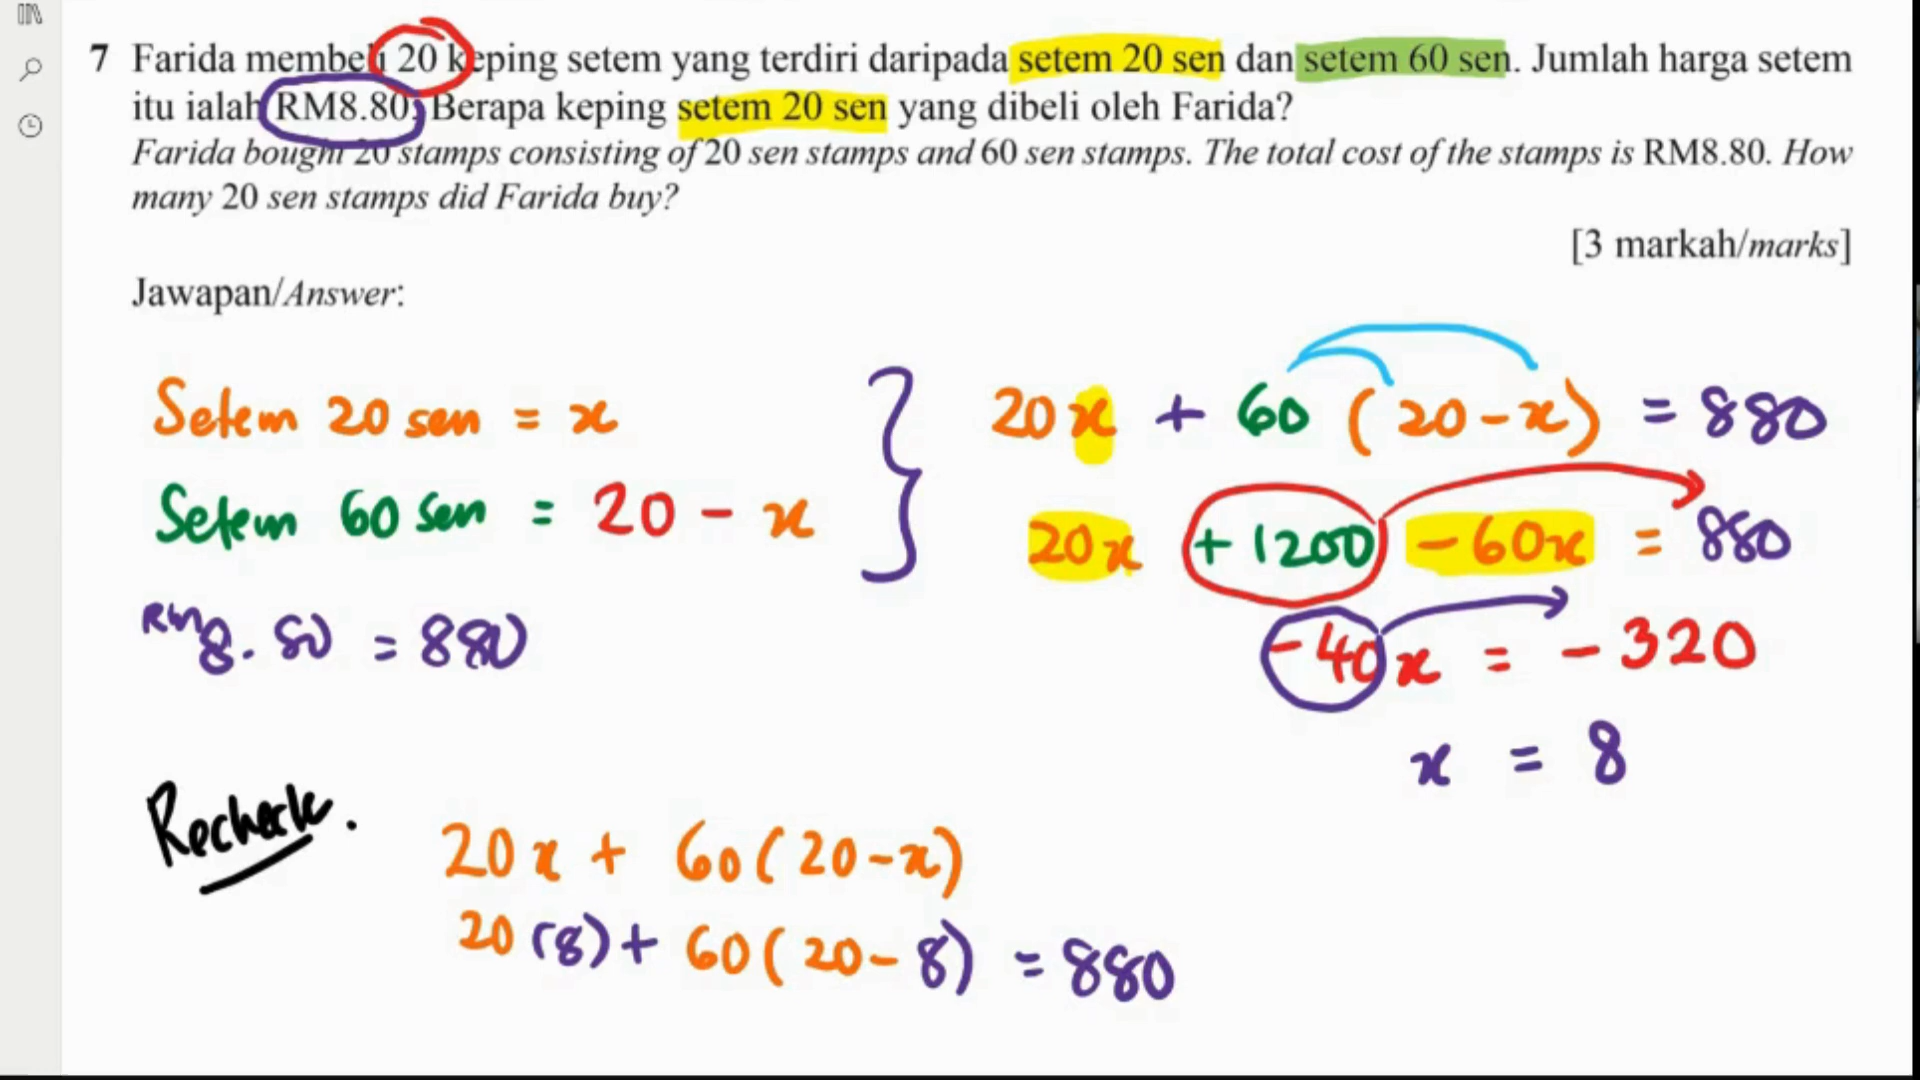 7 Farida membeli 20 keping setem yang terdiri daripada setem 20 sen dan setem 60 sen. Jumlah harga setem
itu ialah RM8.80. Berapa keping setem 20 sen yang dibeli oleh Farida?
Farida bought 20 stamps consisting of 20 sen stamps and 60 sen stamps. The total cost of the stamps is RM8.80. How
many 20 sen stamps did Farida buy?
[3 markah/marks]
Jawapan/Answer:
Setem 20 sen = x
Setem 60 sen = 20 - x
RM8.80 = 880
20x + 60 (20-x) = 880
20x +1200 -60x = 880
-40x = -320
x = 8
Recheck.
20x + 60(20-x)
20(8)+ 60(20-8) = 880